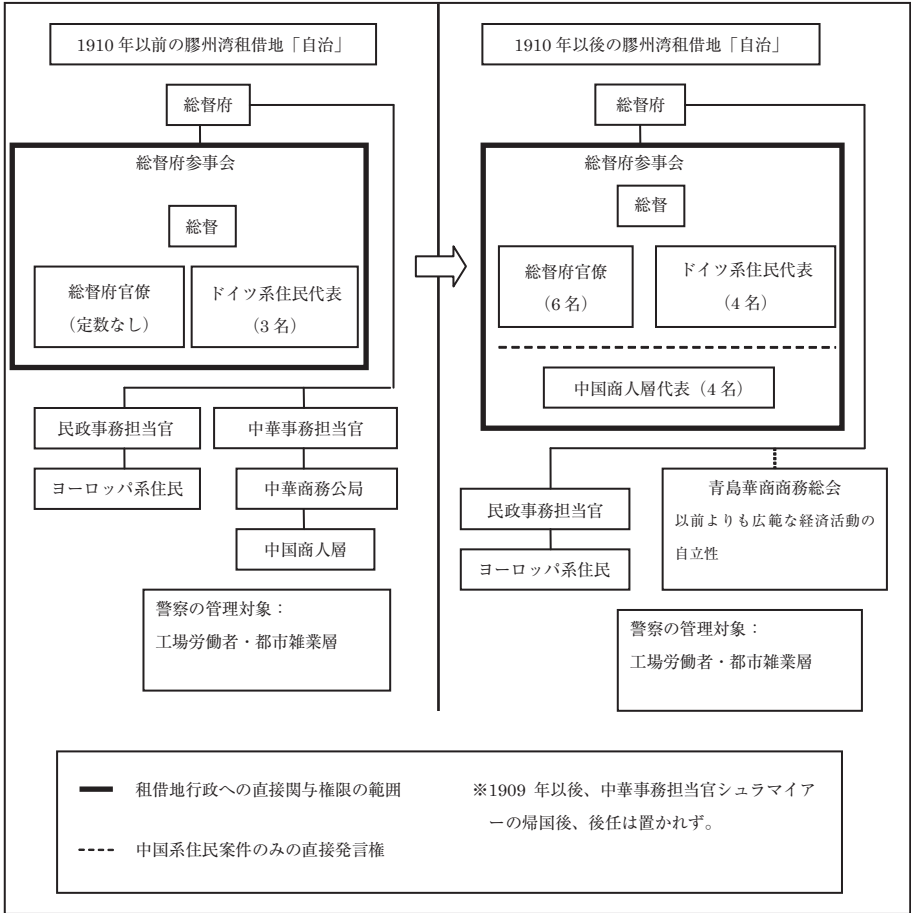 1910 年以前の膠州湾租借地「自治」
総督府
総督府参事会
総督
総督府官僚
（定数なし）
ドイツ系住民代表
（3 名）
民政事務担当官
中華事務担当官
ヨーロッパ系住民
中華商務公局
中国商人層
警察の管理対象：
工場労働者・都市雑業層
1910 年以後の膠州湾租借地「自治」
総督府
総督府参事会
総督
総督府官僚
（6 名）
ドイツ系住民代表
（4 名）
中国商人層代表（4 名）
民政事務担当官
ヨーロッパ系住民
青島華商商務総会
以前よりも広範な経済活動の
自立性
警察の管理対象：
工場労働者・都市雑業層
租借地行政への直接関与権限の範囲
中国系住民案件のみの直接発言権
※1909 年以後、中華事務担当官シュラマイア
ーの帰国後、後任は置かれず。